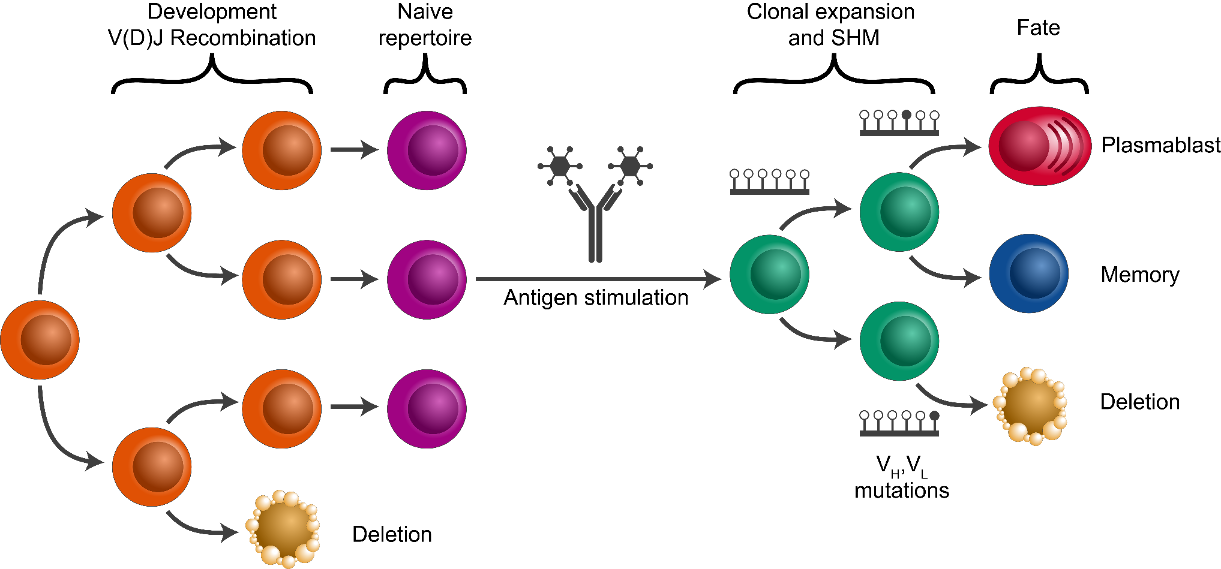 Development
V(D)J Recombination
Naive
repertoire
Clonal expansion
and SHM
Fate
Plasmablast
Antigen stimulation
Memory
Deletion
V_H,V_L
mutations
Deletion